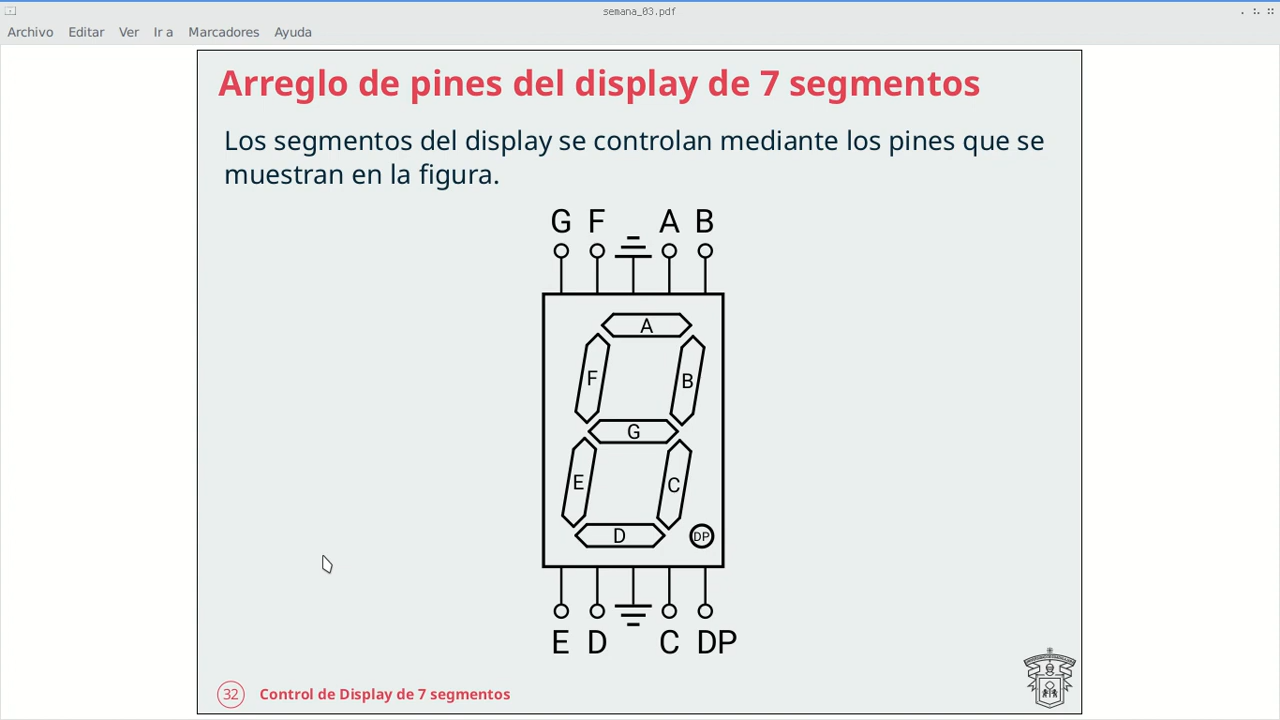 semana_03.pdf
Archivo Editar Ver Ir a Marcadores Ayuda
Arreglo de pines del display de 7 segmentos
Los segmentos del display se controlan mediante los pines que se
muestran en la figura.
G F A B
A
F B
G
E C
D DP
E D C DP
32 Control de Display de 7 segmentos